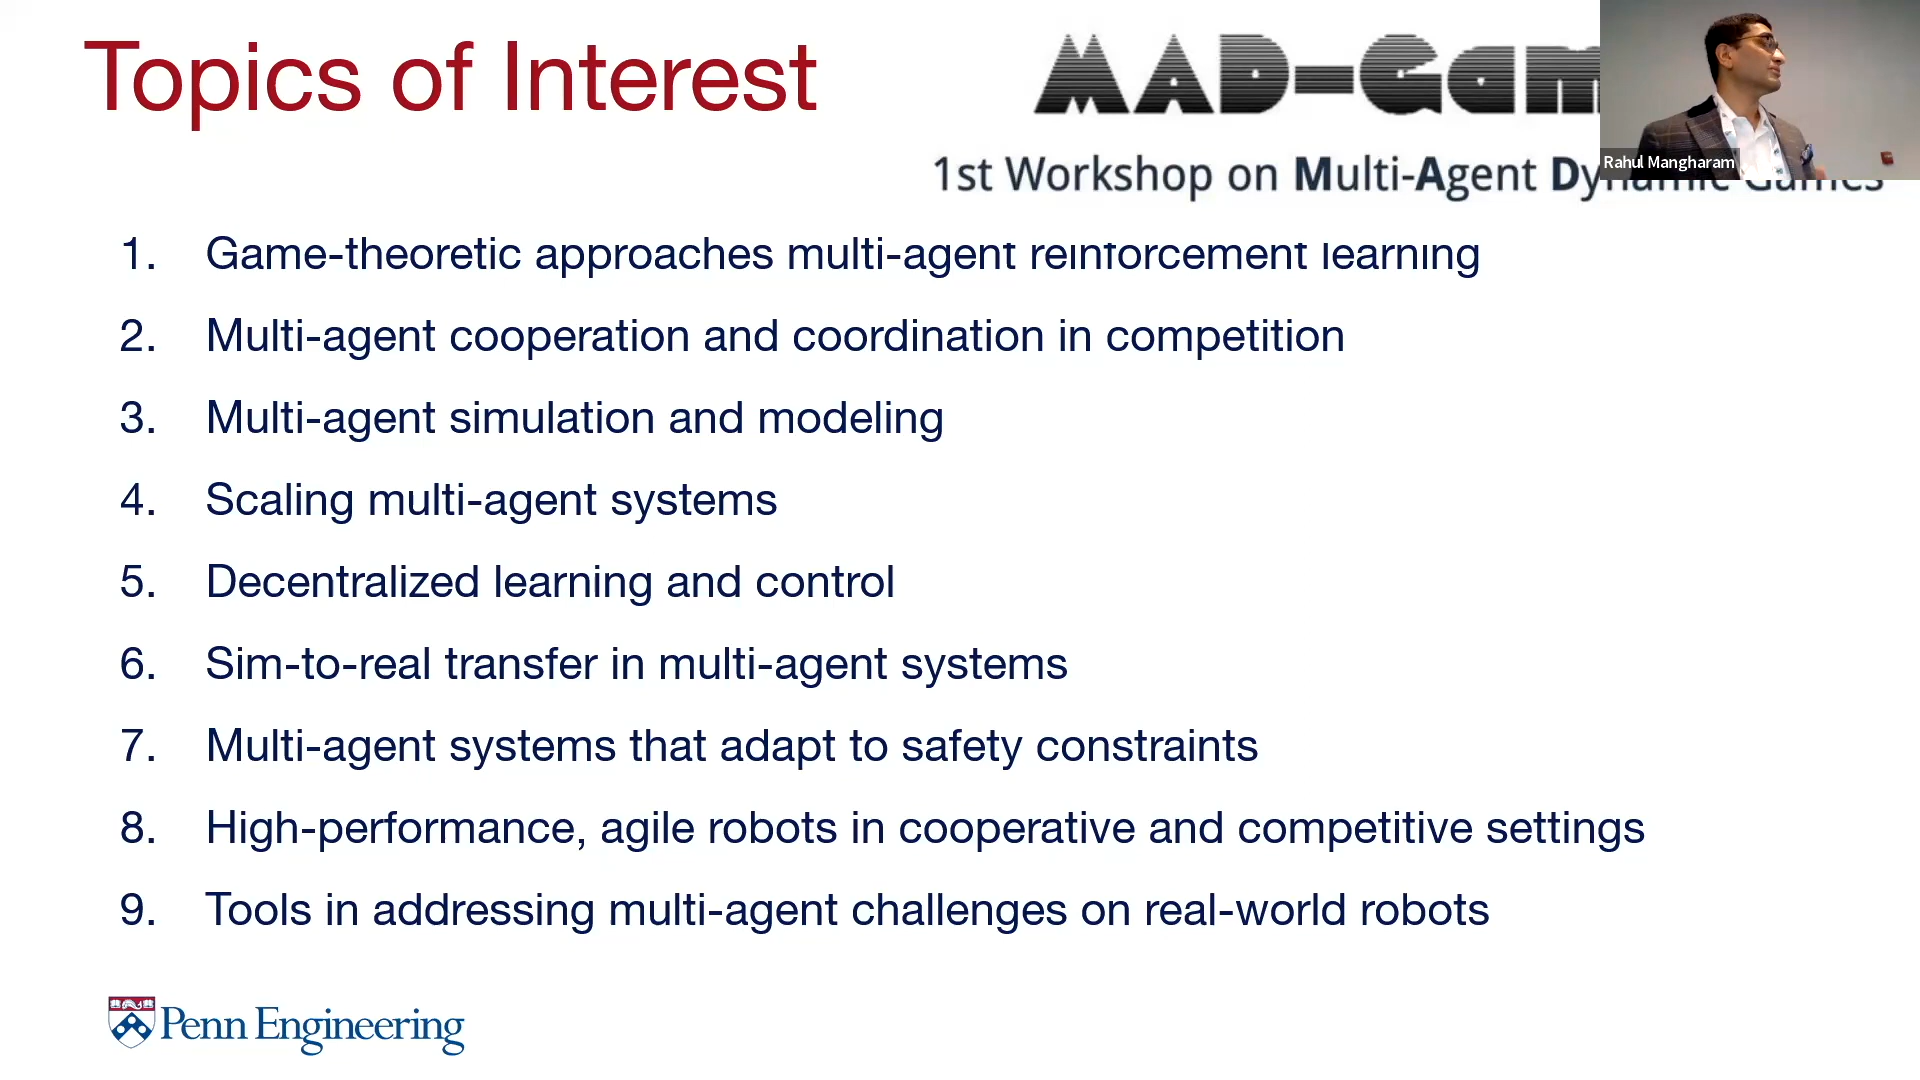 Topics of Interest
MAD-Gam
Rahul Mangharam
1st Workshop on Multi-Agent Dynamic Games
1. Game-theoretic approaches multi-agent reinforcement learning
2. Multi-agent cooperation and coordination in competition
3. Multi-agent simulation and modeling
4. Scaling multi-agent systems
5. Decentralized learning and control
6. Sim-to-real transfer in multi-agent systems
7. Multi-agent systems that adapt to safety constraints
8. High-performance, agile robots in cooperative and competitive settings
9. Tools in addressing multi-agent challenges on real-world robots
Penn Engineering